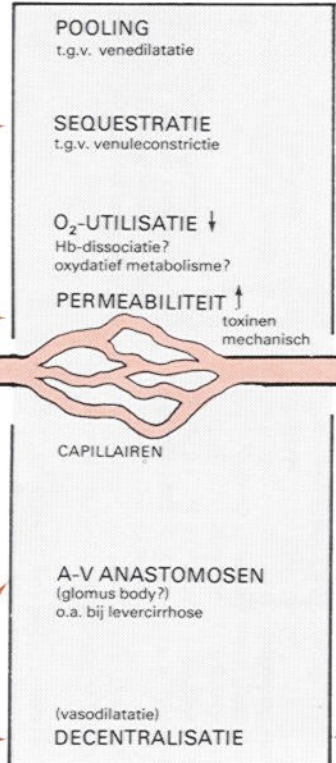 POOLING
t.g.v. venedilatatie
SEQUESTRATIE
t.g.v. venuleconstrictie
O₂-UTILISATIE ↓
Hb-dissociatie?
oxydatief metabolisme?
PERMEABILITEIT ↑
toxinen
mechanisch
CAPILLAIREN
A-V ANASTOMOSEN
(glomus body?)
o.a. bij levercirrhose
(vasodilatatie)
DECENTRALISATIE